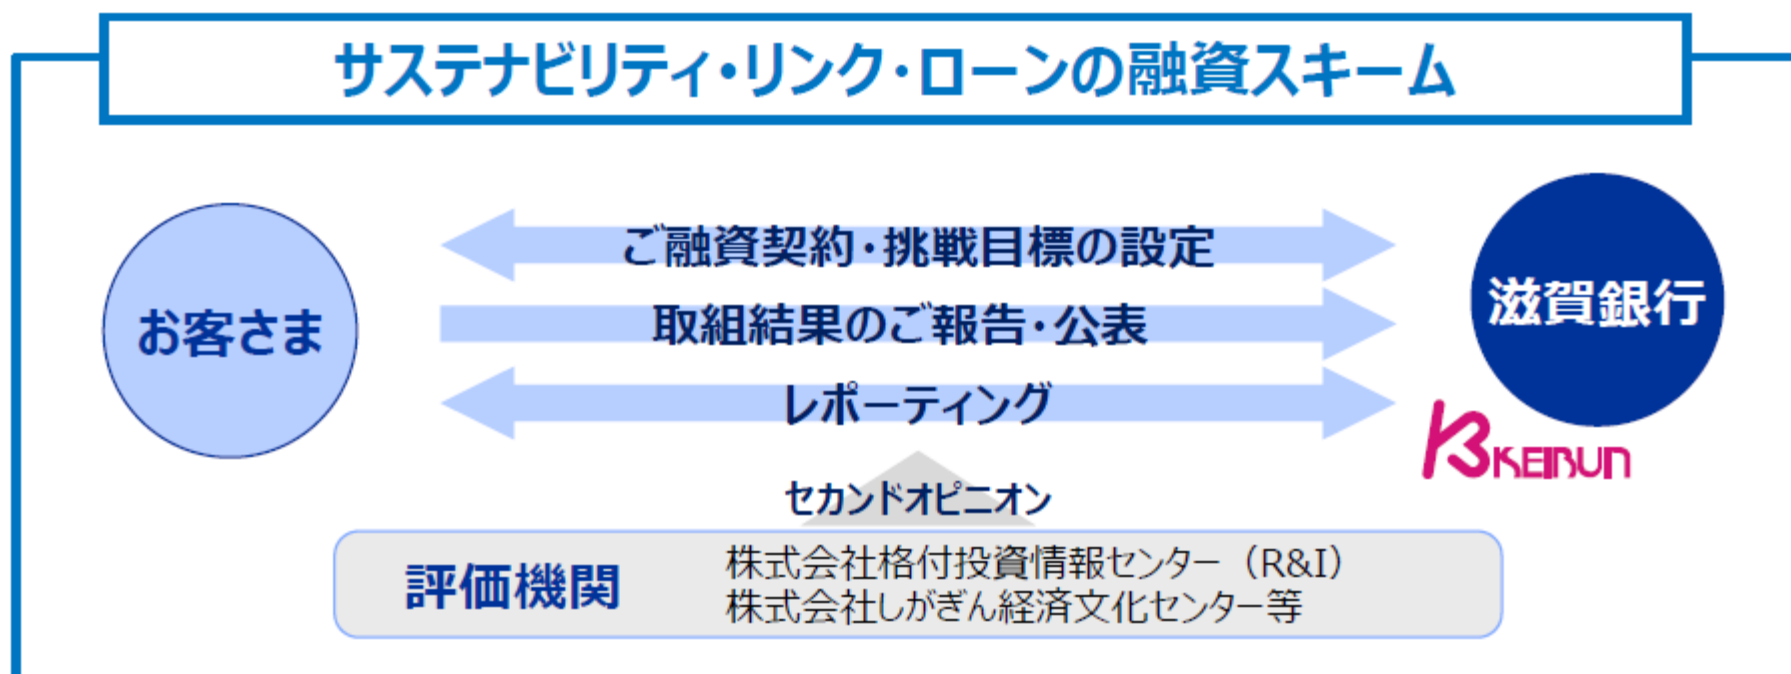 サステナビリティ・リンク・ローンの融資スキーム
お客さま
ご融資契約・挑戦目標の設定
取組結果のご報告・公表
レポーティング
滋賀銀行
KEIBUN
セカンドオピニオン
評価機関
株式会社格付投資情報センター（R&I）
株式会社しがぎん経済文化センター等